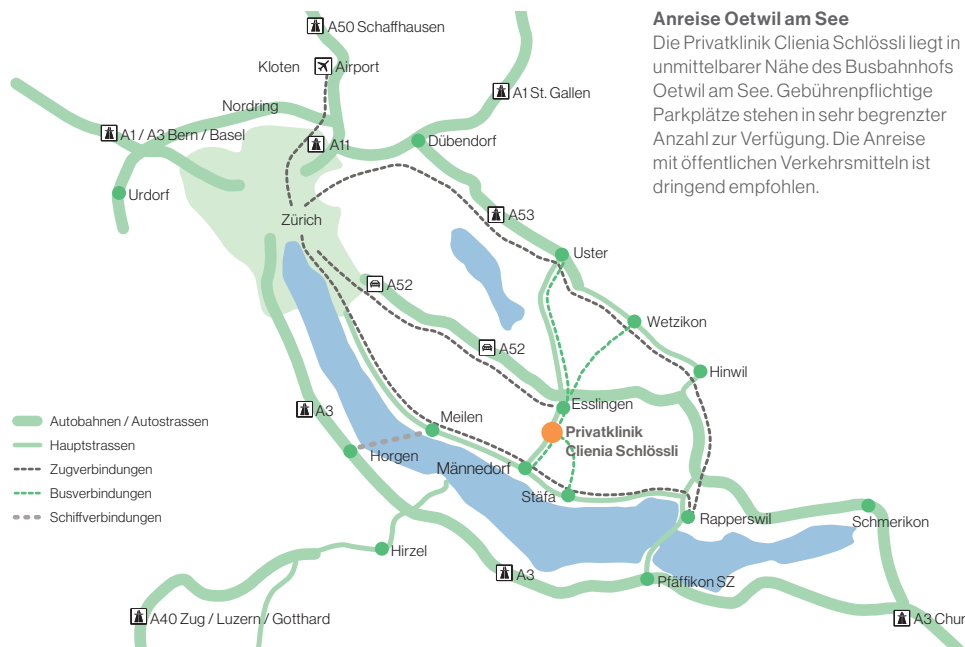 Anreise Oetwil am See
Die Privatklinik Clienia Schlössli liegt in
unmittelbarer Nähe des Busbahnhofs
Oetwil am See. Gebührenpflichtige
Parkplätze stehen in sehr begrenzter
Anzahl zur Verfügung. Die Anreise
mit öffentlichen Verkehrsmitteln ist
dringend empfohlen.
A50 Schaffhausen
Kloten
Airport
A1 St. Gallen
Nordring
A1 / A3 Bern / Basel
A11
Dübendorf
Urdorf
Zürich
A53
Uster
A52
Wetzikon
A52
Hinwil
A3
Esslingen
Meilen
Privatklinik
Clienia Schlössli
Horgen
Männedorf
Stäfa
Rapperswil
Schmerikon
Hirzel
A3
Pfäffikon SZ
A40 Zug / Luzern / Gotthard
A3 Chur
Autobahnen / Autostrassen
Hauptstrassen
Zugverbindungen
Busverbindungen
Schiffverbindungen